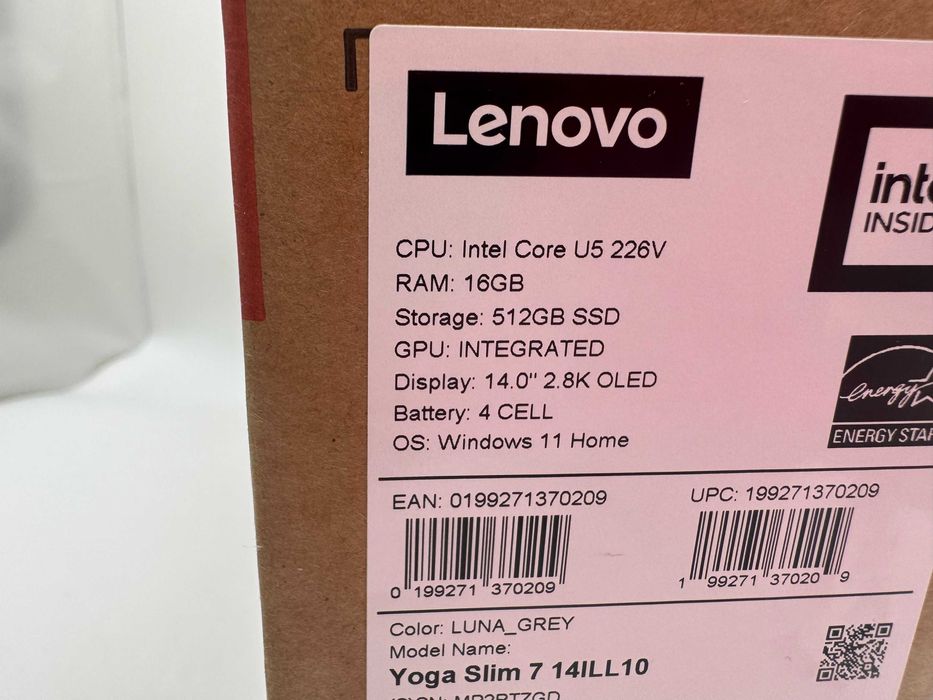 Lenovo
CPU: Intel Core U5 226V
RAM: 16GB
Storage: 512GB SSD
GPU: INTEGRATED
Display: 14.0" 2.8K OLED
Battery: 4 CELL
OS: Windows 11 Home
int
INSID
energy
ENERGY STAR
EAN: 0199271370209
0 199271 370209
UPC: 199271370209
1 99271 37020 9
Color: LUNA_GREY
Model Name:
Yoga Slim 7 14ILL10